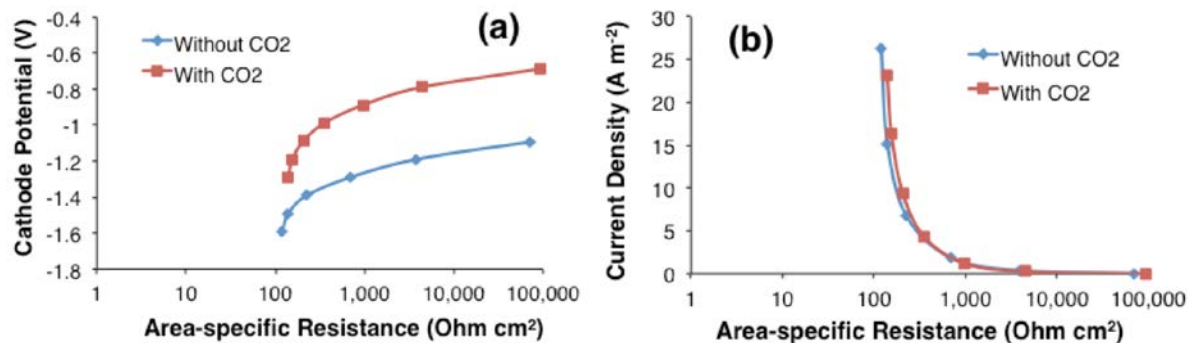 (a)
Cathode Potential (V)
-0.4
-0.6
-0.8
-1
-1.2
-1.4
-1.6
-1.8
Without CO2
With CO2
1 10 100 1,000 10,000 100,000
Area-specific Resistance (Ohm cm²)
(b)
Current Density (A m⁻²)
30
25
20
15
10
5
0
Without CO2
With CO2
1 10 100 1,000 10,000 100,000
Area-specific Resistance (Ohm cm²)